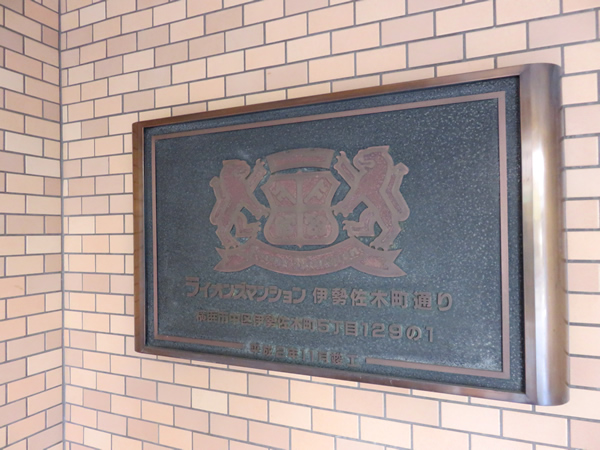 ライオンズマンション 伊勢佐木町通り
横浜市中区伊勢佐木町5丁目129の1